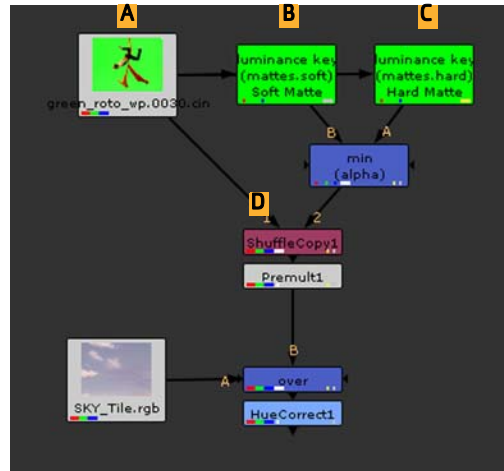 A
B
C
luminance key
(mattes.soft)
Soft Matte
luminance key
(mattes.hard)
Hard Matte
green_roto_wp.0030.cin
B
A
min
(alpha)
D
1
2
ShuffleCopy1
Premult1
B
A
over
SKY_Tile.rgb
HueCorrect1